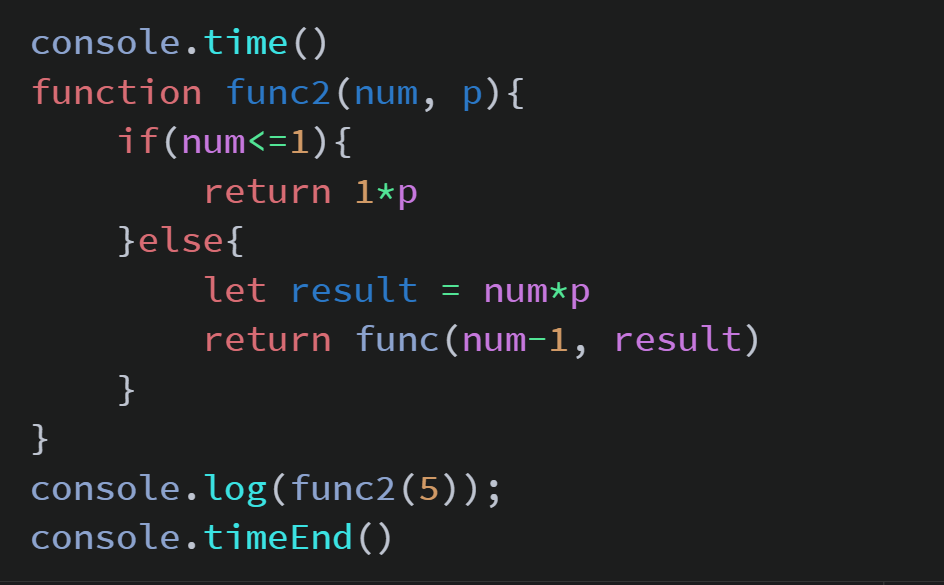 console.time()
function func2(num, p){
    if(num<=1){
        return 1*p
    }else{
        let result = num*p
        return func(num-1, result)
    }
}
console.log(func2(5));
console.timeEnd()